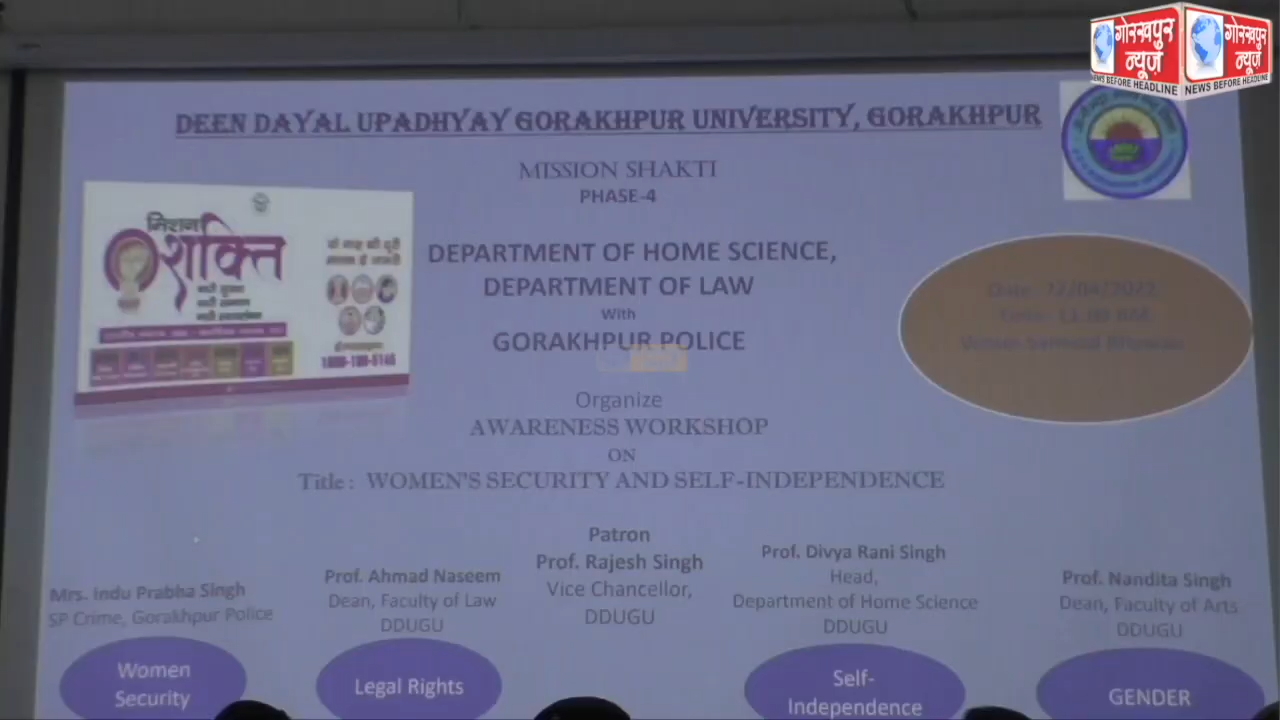 गोरखपुर न्यूज़
NEWS BEFORE HEADLINE
गोरखपुर न्यूज़
NEWS BEFORE HEADLINE
DEEN DAYAL UPADHYAY GORAKHPUR UNIVERSITY, GORAKHPUR
MISSION SHAKTI
PHASE-4
मिशन
शक्ति
DEPARTMENT OF HOME SCIENCE,
DEPARTMENT OF LAW
With
GORAKHPUR POLICE
Organize
AWARENESS WORKSHOP
ON
Title : WOMEN'S SECURITY AND SELF-INDEPENDENCE
Patron
Prof. Rajesh Singh
Vice Chancellor,
DDUGU
Mrs. Indu Prabha Singh
SP Crime, Gorakhpur Police
Women
Security
Prof. Ahmad Naseem
Dean, Faculty of Law
DDUGU
Legal Rights
Prof. Divya Rani Singh
Head,
Department of Home Science
DDUGU
Self-
Independence
Prof. Nandita Singh
Dean, Faculty of Arts
DDUGU
GENDER